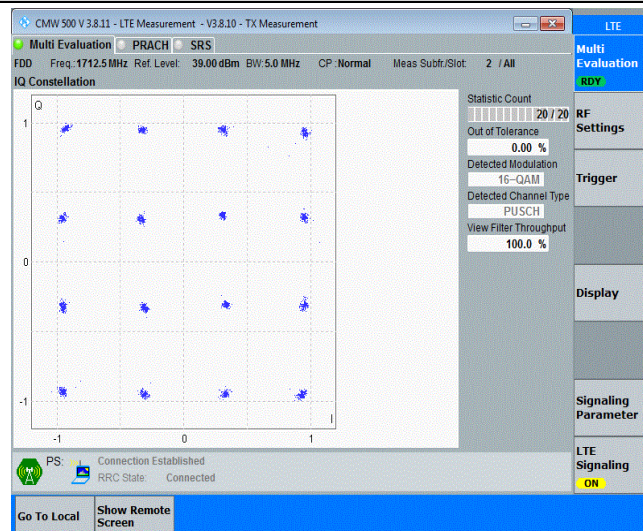 CMW 500 V 3.8.11 - LTE Measurement - V3.8.10 - TX Measurement
LTE
Multi Evaluation PRACH SRS
Multi
Evaluation
RDY
FDD Freq.:1712.5 MHz Ref. Level: 39.00 dBm BW:5.0 MHz CP :Normal Meas Subfr./Slot: 2 / All
IQ Constellation
Q
1
0
-1
I
-1 0 1
Statistic Count
20 / 20
Out of Tolerance
0.00 %
Detected Modulation
16-QAM
Detected Channel Type
PUSCH
View Filter Throughput
100.0 %
RF
Settings
Trigger
Display
Signaling
Parameter
LTE
Signaling
ON
PS: Connection Established
RRC State: Connected
Go To Local
Show Remote
Screen